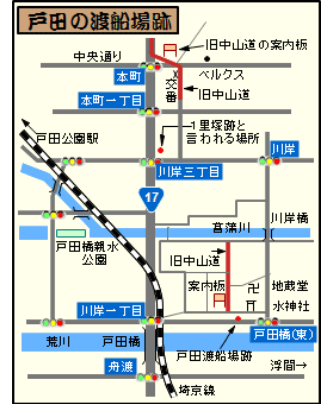 戸田の渡船場跡
旧中山道の案内板
中央通り
本町
ベルクス
交番
旧中山道
本町一丁目
1里塚跡と
言われる場所
戸田公園駅
川岸
川岸三丁目
17
菖蒲川
川岸橋
戸田橋親水
公園
旧中山道
案内板
卍
地蔵堂
水神社
川岸一丁目
荒川
戸田橋
戸田渡船場跡
戸田橋(東)
舟渡
浮間→
埼京線